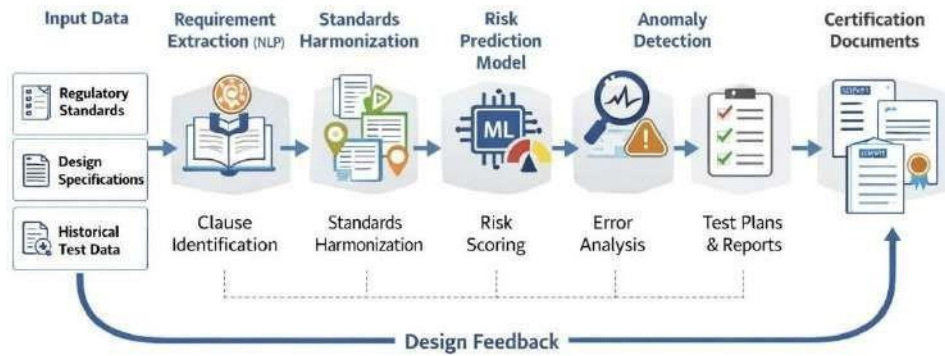 Input Data
Requirement
Extraction (NLP)
Standards
Harmonization
Risk
Prediction
Model
Anomaly
Detection
Certification
Documents
Regulatory
Standards
Design
Specifications
Historical
Test Data
ML
Clause
Identification
Standards
Harmonization
Risk
Scoring
Error
Analysis
Test Plans
& Reports
Design Feedback